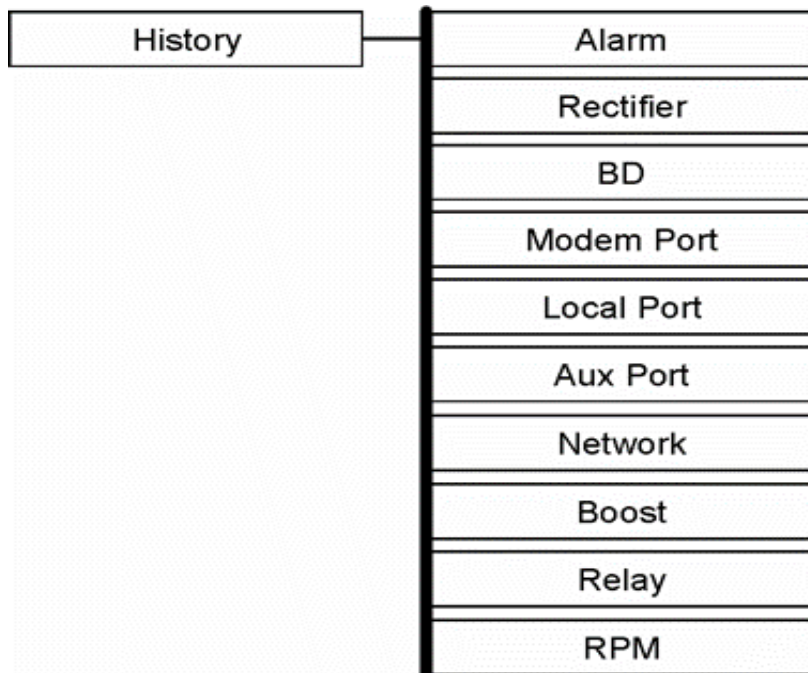 History
Alarm
Rectifier
BD
Modem Port
Local Port
Aux Port
Network
Boost
Relay
RPM